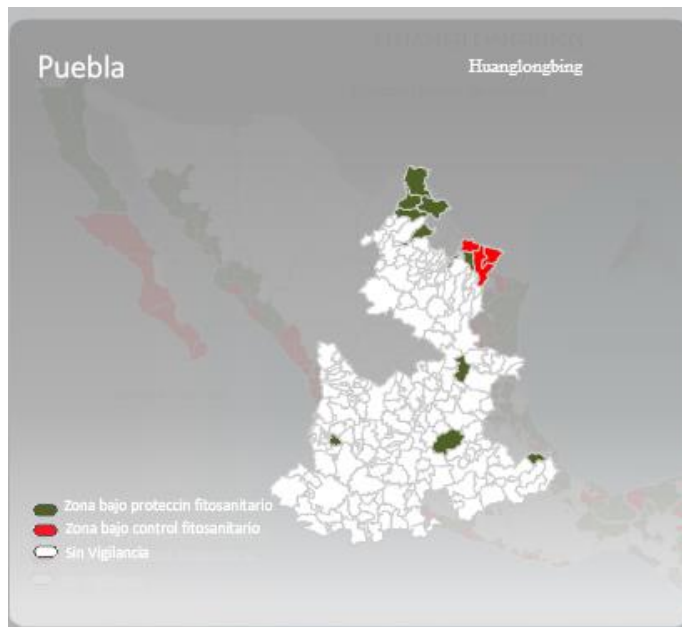 Puebla
Huanglongbing
Zona bajo proteccin fitosanitario
Zona bajo control fitosanitario
Sin Vigilancia